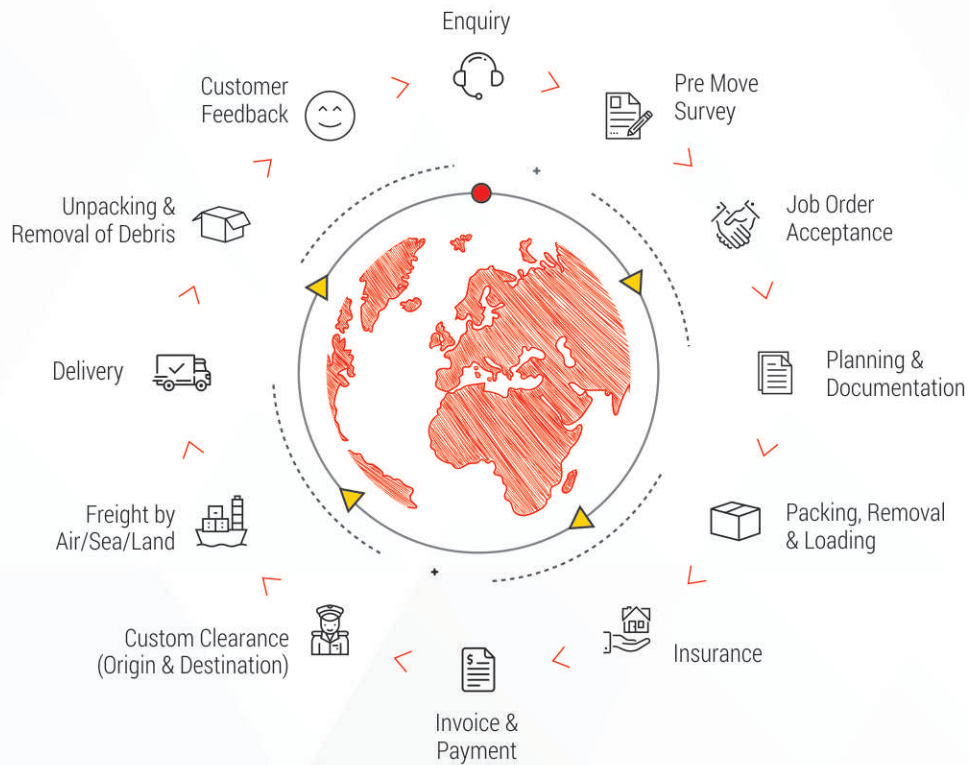 Enquiry
Pre Move
Survey
Job Order
Acceptance
Planning &
Documentation
Packing, Removal
& Loading
Insurance
Invoice &
Payment
Custom Clearance
(Origin & Destination)
Freight by
Air/Sea/Land
Delivery
Unpacking &
Removal of Debris
Customer
Feedback